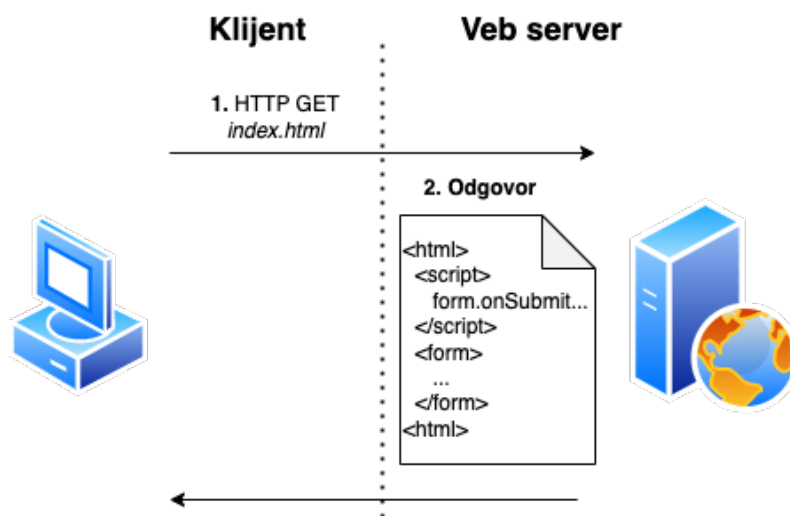 Klijent
Veb server
1. HTTP GET
index.html
2. Odgovor
<html>
<script>
form.onSubmit...
</script>
<form>
...
</form>
<html>